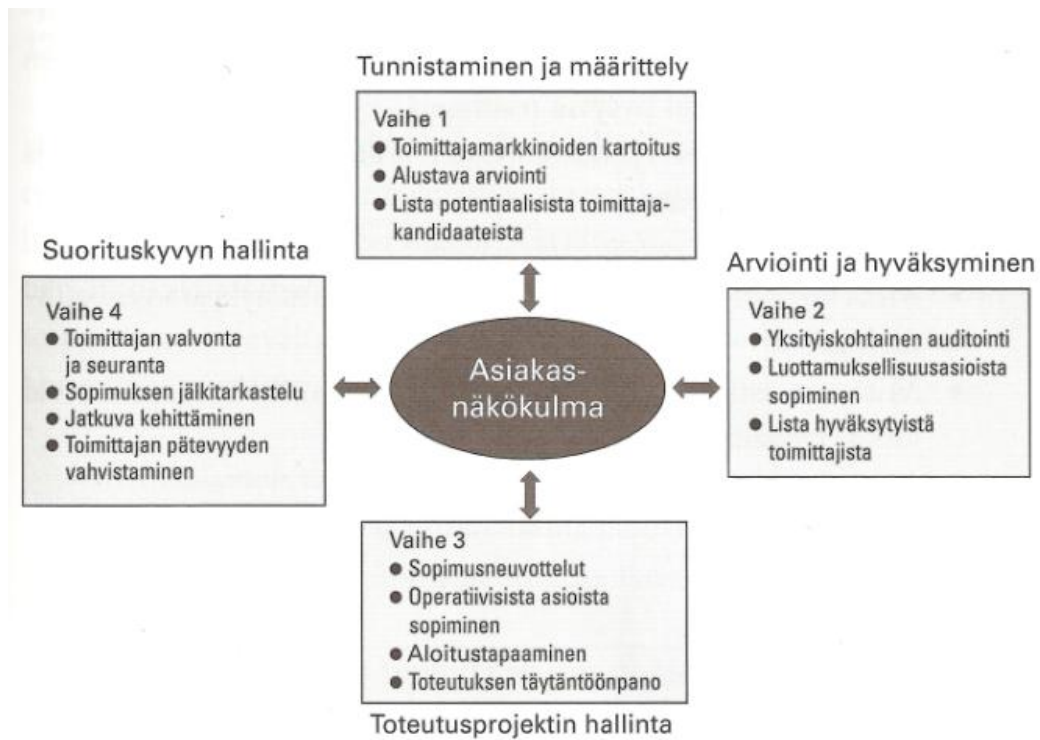 Tunnistaminen ja määrittely
Vaihe 1
● Toimittajamarkkinoiden kartoitus
● Alustava arviointi
● Lista potentiaalisista toimittaja-
kandidaateista
Suorituskyvyn hallinta
Vaihe 4
● Toimittajan valvonta
ja seuranta
● Sopimuksen jälkitarkastelu
● Jatkuva kehittäminen
● Toimittajan pätevyyden
vahvistaminen
Asiakas-
näkökulma
Arviointi ja hyväksyminen
Vaihe 2
● Yksityiskohtainen auditointi
● Luottamuksellisuusasioista
sopiminen
● Lista hyväksytyistä
toimittajista
Vaihe 3
● Sopimusneuvottelut
● Operatiivisista asioista
sopiminen
● Aloitustapaaminen
● Toteutuksen täytäntöönpano
Toteutusprojektin hallinta